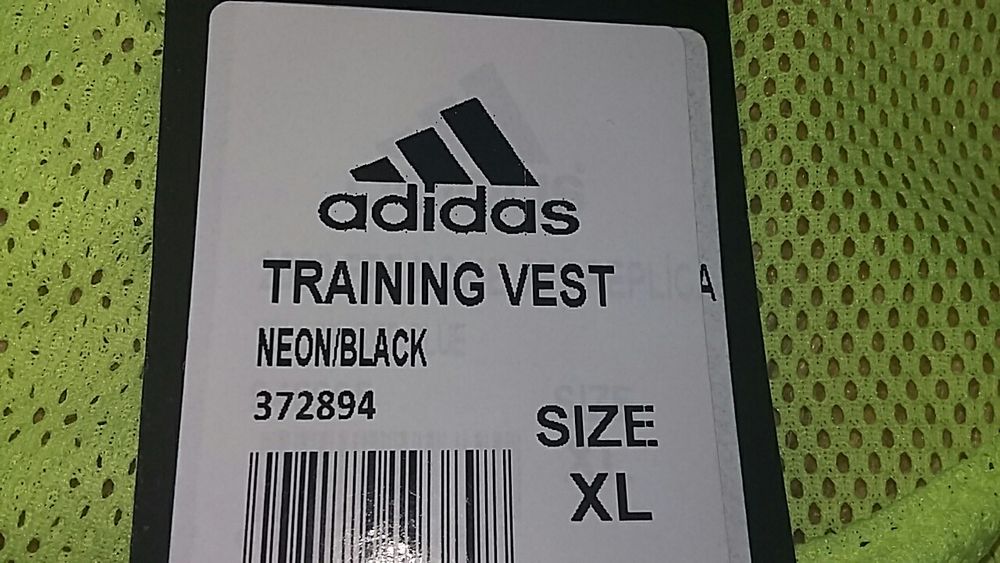 adidas
TRAINING VEST
NEON/BLACK
372894
SIZE
XL